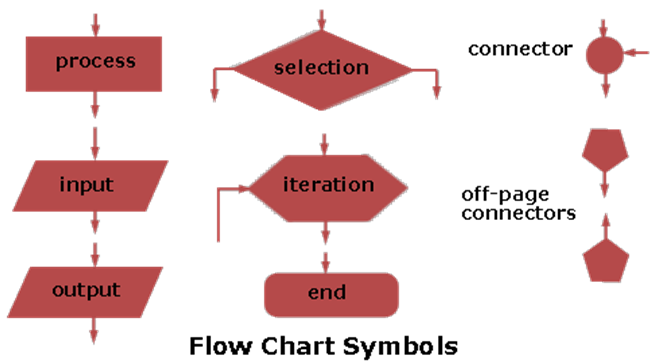 process
selection
connector
input
iteration
off-page
connectors
output
end
Flow Chart Symbols